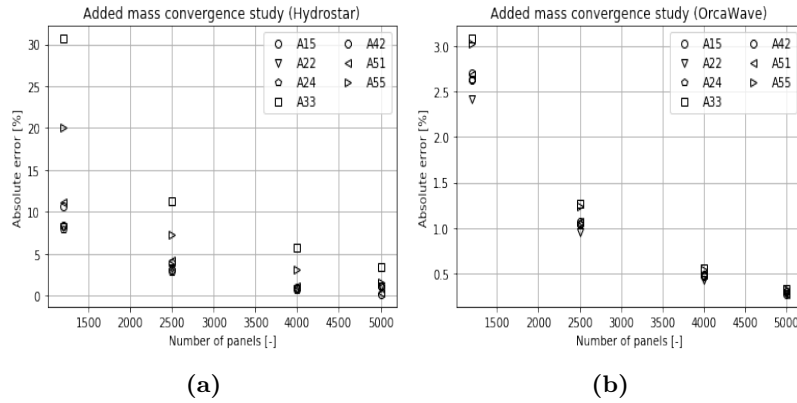 Added mass convergence study (Hydrostar)
Absolute error [%]
30
25
20
15
10
5
0
A15
A22
A24
A33
A42
A51
A55
1500 2000 2500 3000 3500 4000 4500 5000
Number of panels [-]
(a)
Added mass convergence study (OrcaWave)
Absolute error [%]
3.0
2.5
2.0
1.5
1.0
0.5
A15
A22
A24
A33
A42
A51
A55
1500 2000 2500 3000 3500 4000 4500 5000
Number of panels [-]
(b)